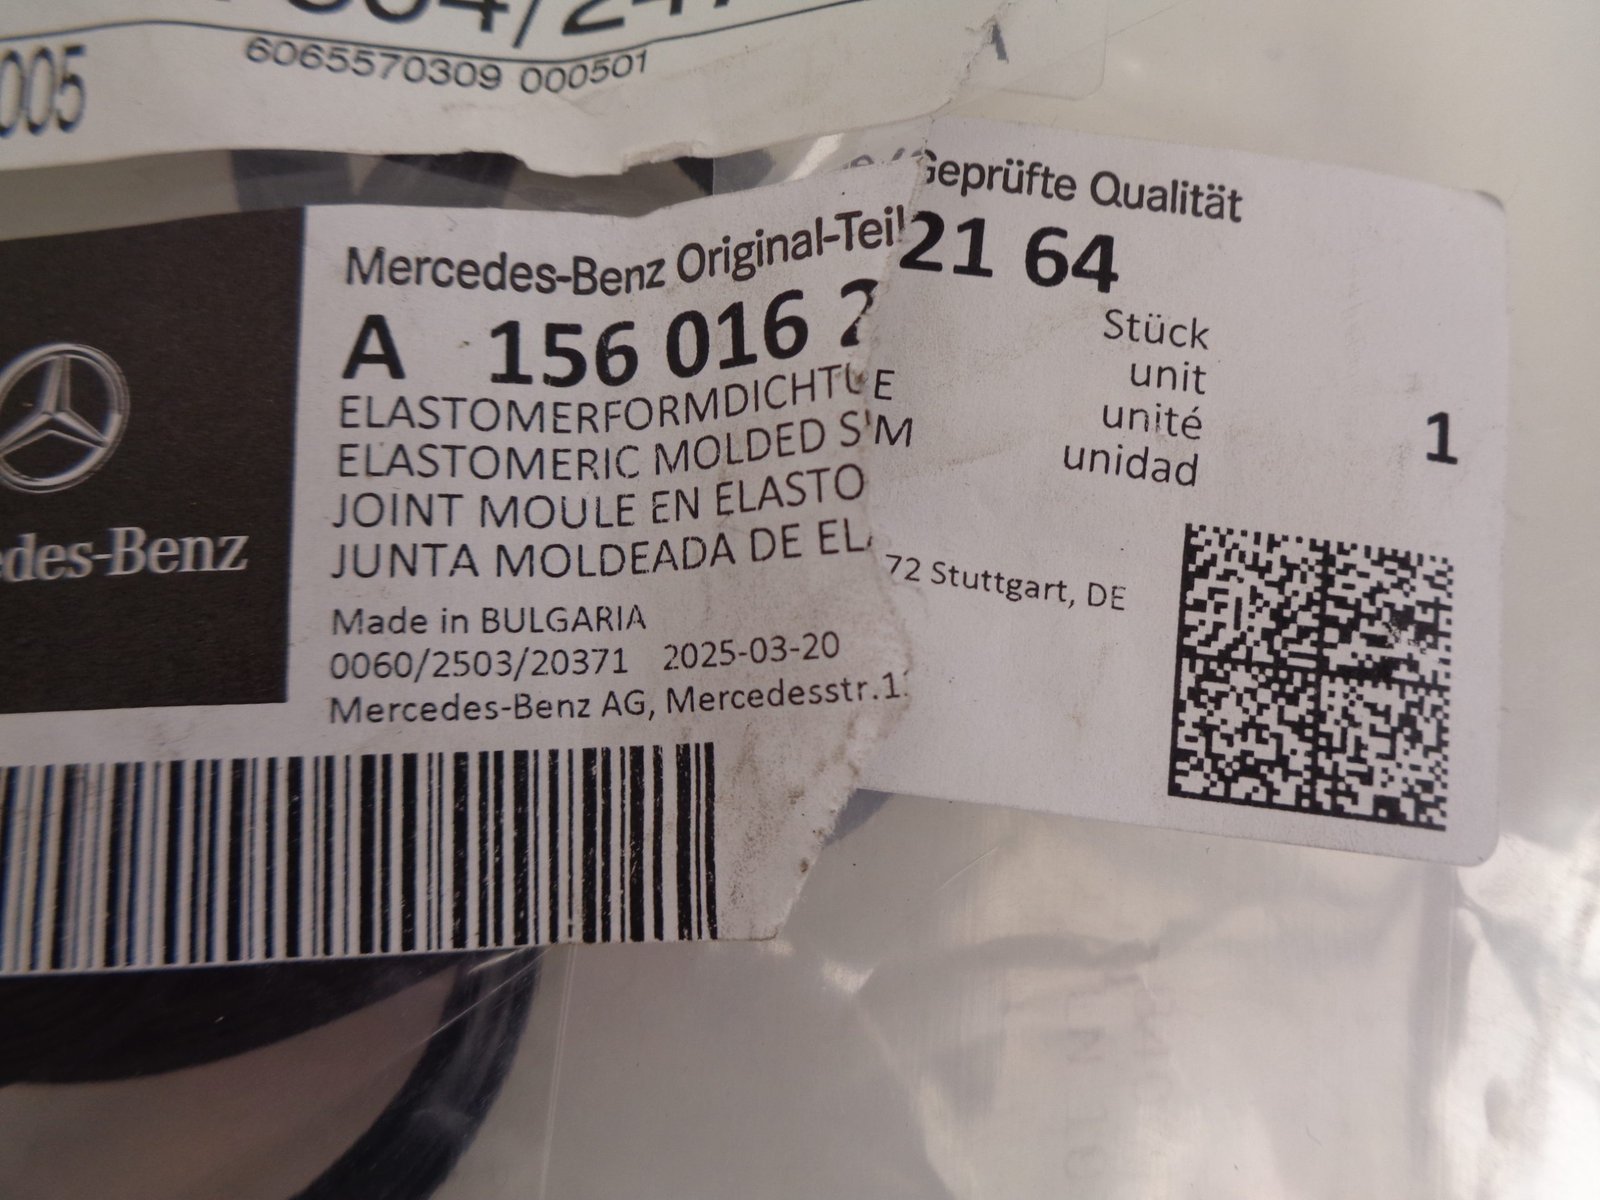 6065570309 000501
005
Geprüfte Qualität
Mercedes-Benz Original-Teil
A 156 016 2
21 64
ELASTOMERFORMDICHTU E
ELASTOMERIC MOLDED S M
JOINT MOULE EN ELASTO
JUNTA MOLDEADA DE EL
Stück
unit
unité
unidad
1
edes-Benz
Made in BULGARIA
0060/2503/20371 2025-03-20
Mercedes-Benz AG, Mercedesstr.1
72 Stuttgart, DE